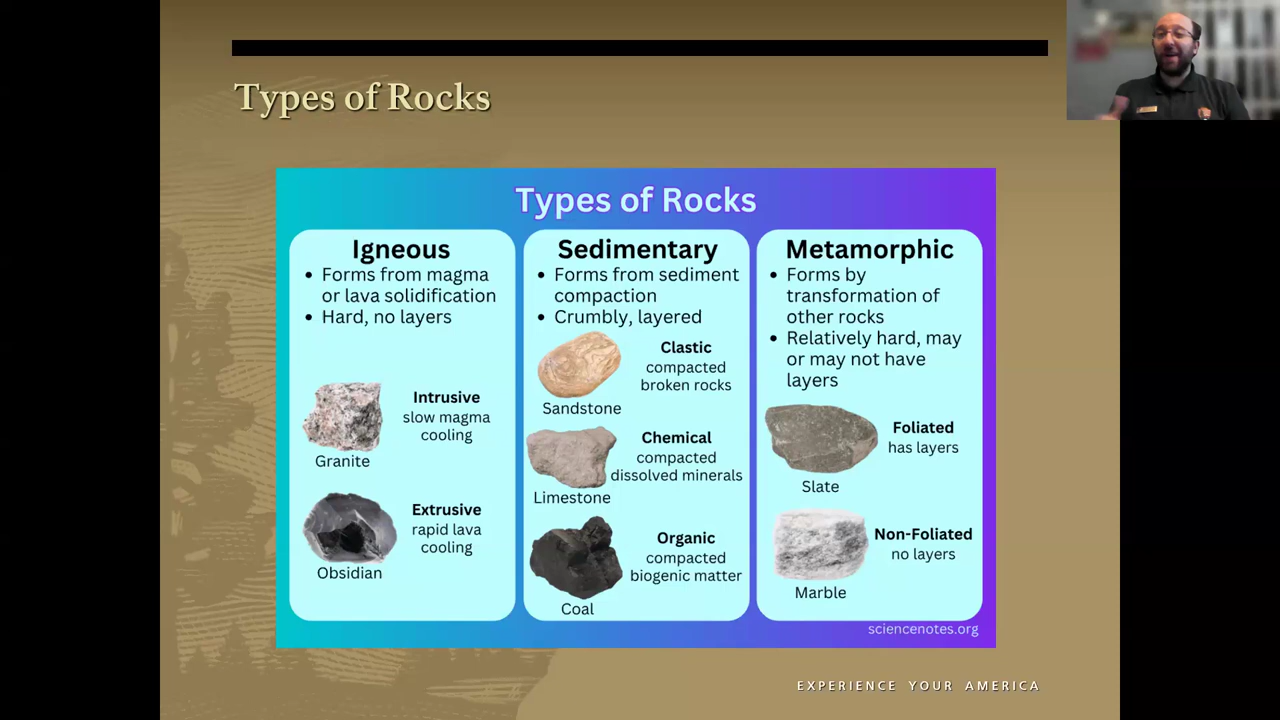 Types of Rocks
Types of Rocks
Igneous
• Forms from magma
or lava solidification
• Hard, no layers
Intrusive
slow magma
cooling
Granite
Extrusive
rapid lava
cooling
Obsidian
Sedimentary
• Forms from sediment
compaction
• Crumbly, layered
Clastic
compacted
broken rocks
Sandstone
Chemical
compacted
dissolved minerals
Limestone
Organic
compacted
biogenic matter
Coal
Metamorphic
• Forms by
transformation of
other rocks
• Relatively hard, may
or may not have
layers
Foliated
has layers
Slate
Non-Foliated
no layers
Marble
sciencenotes.org
EXPERIENCE YOUR AMERICA